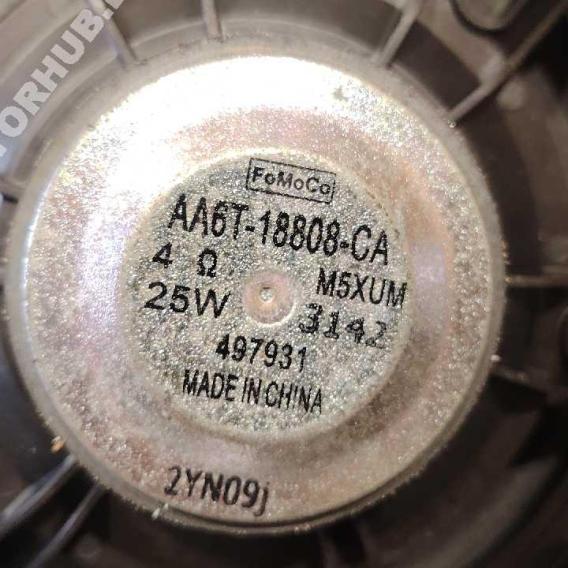 FoMoCo
AA6T-18808-CA
4 Ω M5XUM
25W 3142
497931
MADE IN CHINA
2YN09j